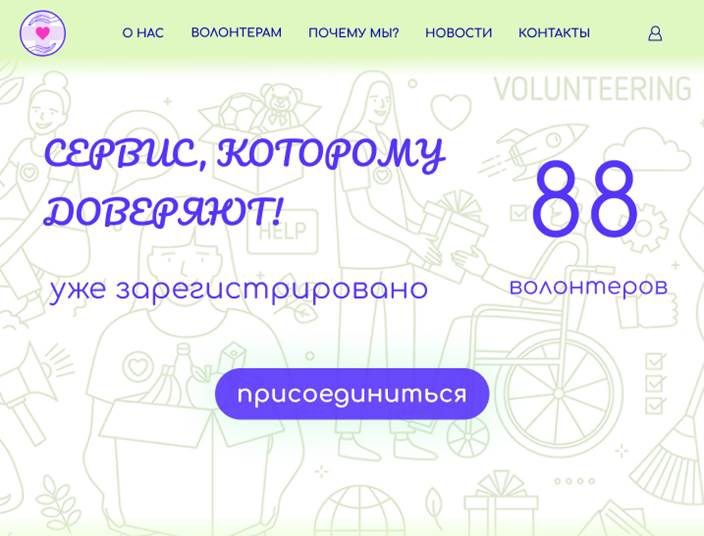 О НАС ВОЛОНТЕРАМ ПОЧЕМУ МЫ? НОВОСТИ КОНТАКТЫ
VOLUNTEERING
СЕРВИС, КОТОРОМУ
ДОВЕРЯЮТ!
HELP
88
уже зарегистрировано
волонтеров
присоединиться